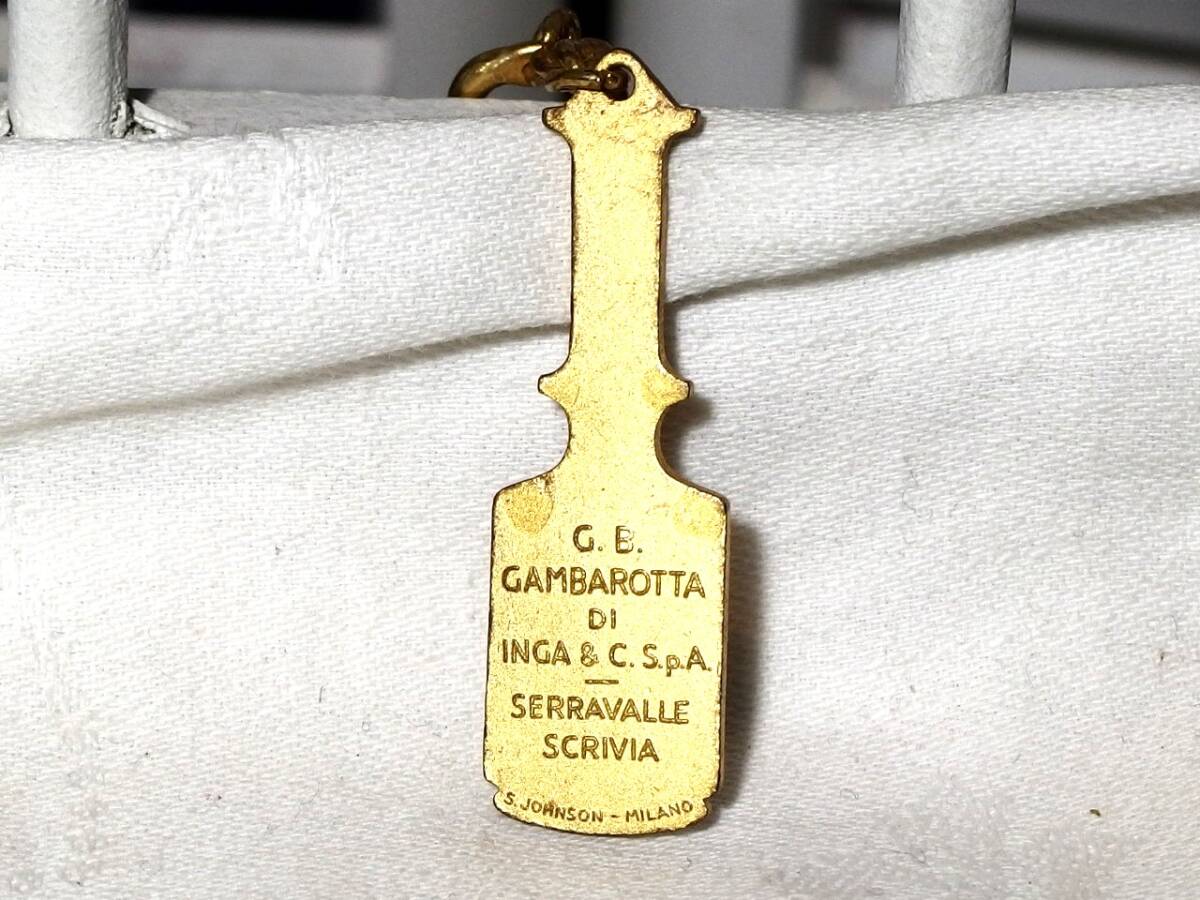 G. B.
GAMBAROTTA
DI
INGA & C. S.p.A.
—
SERRAVALLE
SCRIVIA
S. JOHNSON - MILANO